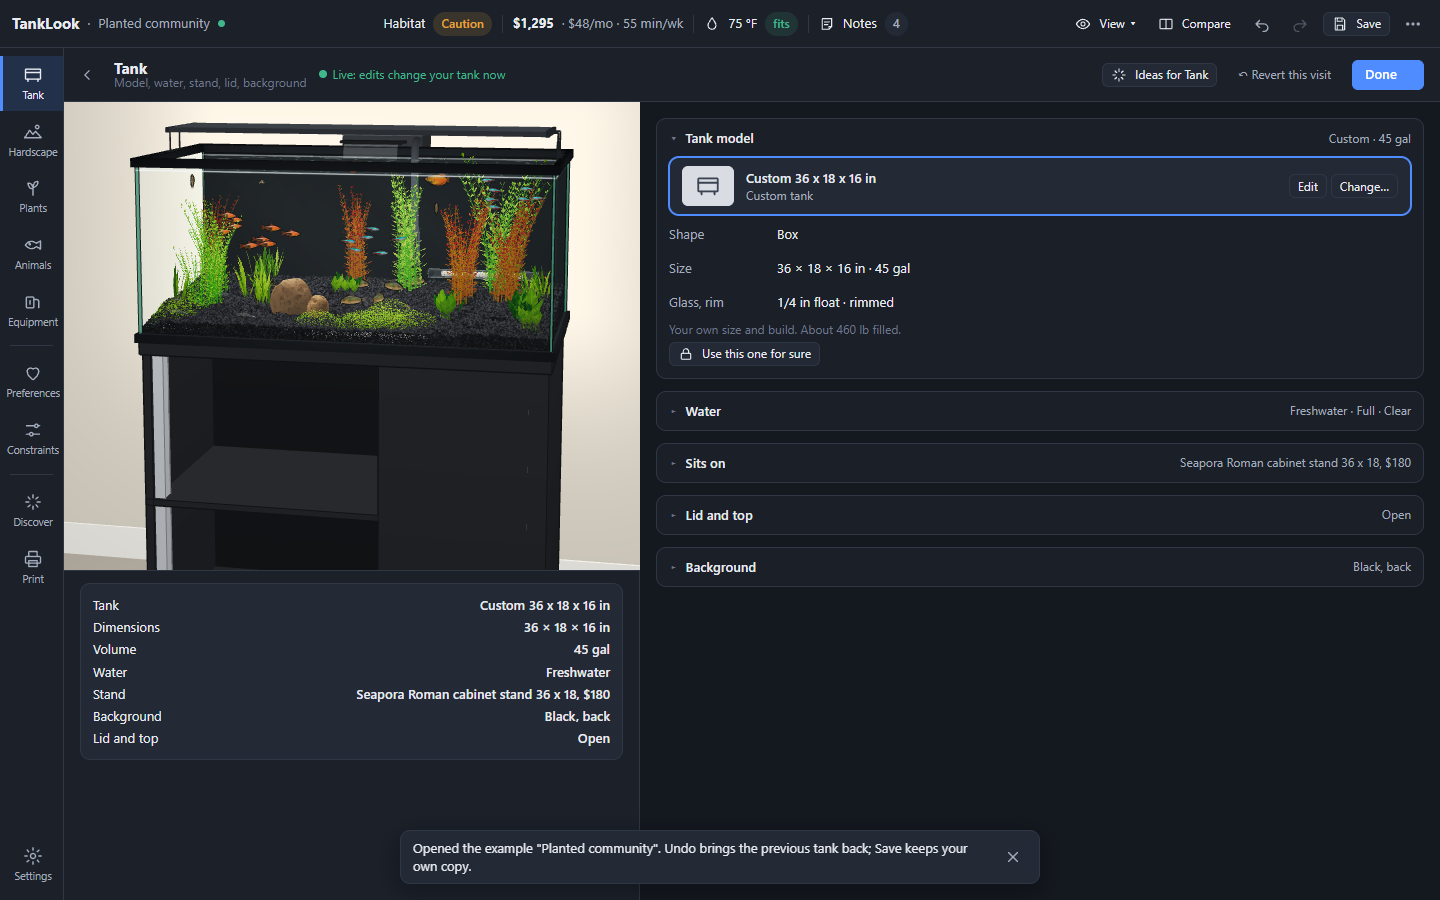 TankLook · Planted community
Habitat Caution $1,295 · $48/mo · 55 min/wk 75 °F fits Notes 4
View Compare Save
Tank
Model, water, stand, lid, background
Live: edits change your tank now
Ideas for Tank Revert this visit Done
Tank
Hardscape
Plants
Animals
Equipment
Preferences
Constraints
Discover
Print
Settings
Tank model Custom · 45 gal
Custom 36 x 18 x 16 in
Custom tank
Edit Change...
Shape Box
Size 36 × 18 × 16 in · 45 gal
Glass, rim 1/4 in float · rimmed
Your own size and build. About 460 lb filled.
Use this one for sure
Water Freshwater · Full · Clear
Sits on Seapora Roman cabinet stand 36 x 18, $180
Lid and top Open
Background Black, back
Tank Custom 36 x 18 x 16 in
Dimensions 36 × 18 × 16 in
Volume 45 gal
Water Freshwater
Stand Seapora Roman cabinet stand 36 x 18, $180
Background Black, back
Lid and top Open
Opened the example "Planted community". Undo brings the previous tank back; Save keeps your
own copy.